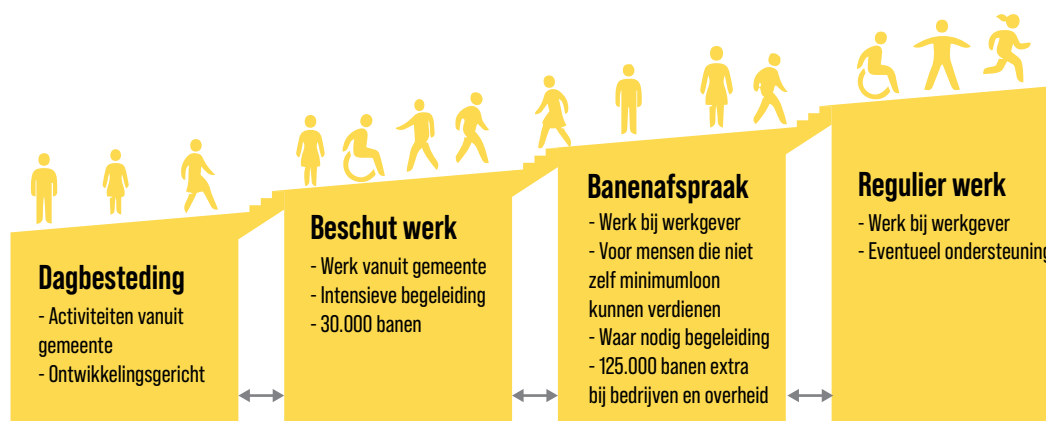 Dagbesteding
- Activiteiten vanuit
gemeente
- Ontwikkelingsgericht
Beschut werk
- Werk vanuit gemeente
- Intensieve begeleiding
- 30.000 banen
Banenafspraak
- Werk bij werkgever
- Voor mensen die niet
zelf minimumloon
kunnen verdienen
- Waar nodig begeleiding
- 125.000 banen extra
bij bedrijven en overheid
Regulier werk
- Werk bij werkgever
- Eventueel ondersteuning